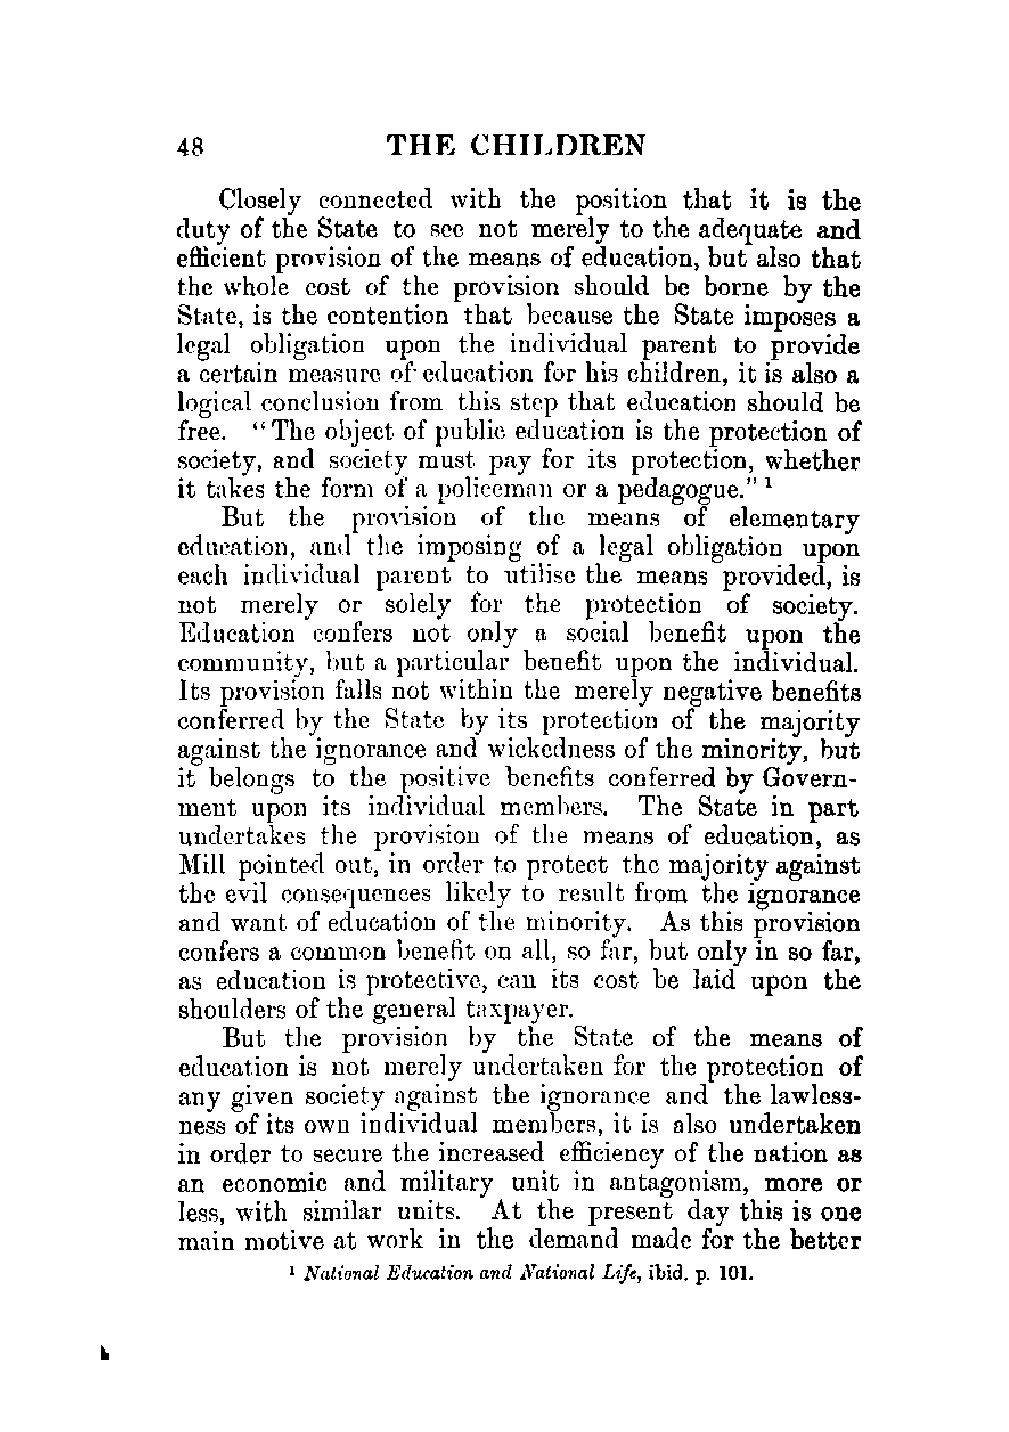 48 THE CHILDREN
Closely connected with the position that it is the
duty of the State to see not merely to the adequate and
efficient provision of the means of education, but also that
the whole cost of the provision should be borne by the
State, is the contention that because the State imposes a
legal obligation upon the individual parent to provide
a certain measure of education for his children, it is also a
logical conclusion from this step that education should be
free. “The object of public education is the protection of
society, and society must pay for its protection, whether
it takes the form of a policeman or a pedagogue.” ¹
But the provision of the means of elementary
education, and the imposing of a legal obligation upon
each individual parent to utilise the means provided, is
not merely or solely for the protection of society.
Education confers not only a social benefit upon the
community, but a particular benefit upon the individual.
Its provision falls not within the merely negative benefits
conferred by the State by its protection of the majority
against the ignorance and wickedness of the minority, but
it belongs to the positive benefits conferred by Govern-
ment upon its individual members. The State in part
undertakes the provision of the means of education, as
Mill pointed out, in order to protect the majority against
the evil consequences likely to result from the ignorance
and want of education of the minority. As this provision
confers a common benefit on all, so far, but only in so far,
as education is protective, can its cost be laid upon the
shoulders of the general taxpayer.
But the provision by the State of the means of
education is not merely undertaken for the protection of
any given society against the ignorance and the lawless-
ness of its own individual members, it is also undertaken
in order to secure the increased efficiency of the nation as
an economic and military unit in antagonism, more or
less, with similar units. At the present day this is one
main motive at work in the demand made for the better
¹ National Education and National Life, ibid. p. 101.